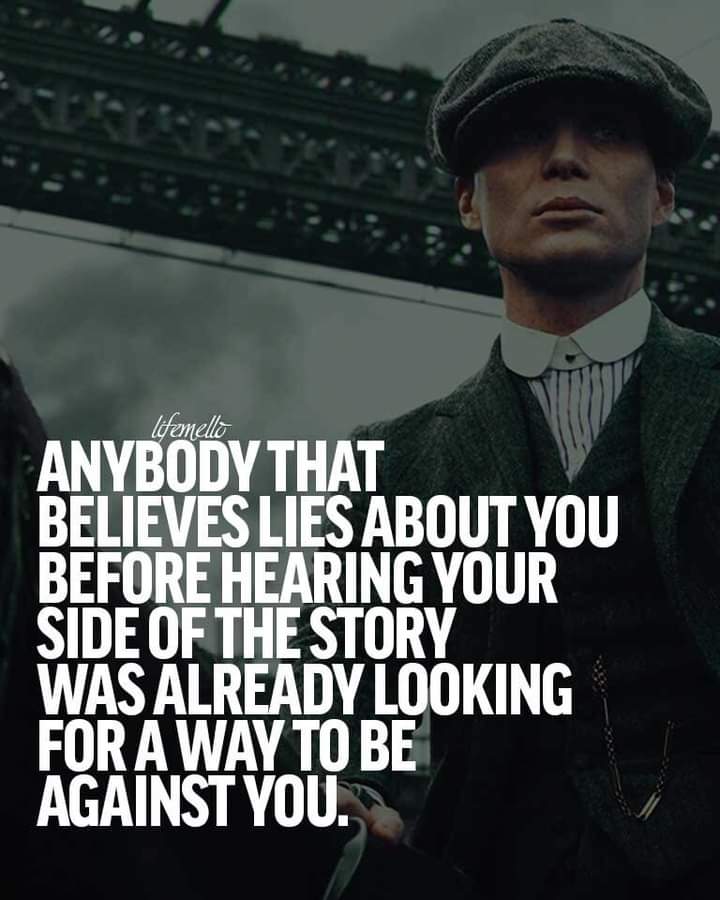 lifemello
ANYBODY THAT
BELIEVES LIES ABOUT YOU
BEFORE HEARING YOUR
SIDE OF THE STORY
WAS ALREADY LOOKING
FOR A WAY TO BE
AGAINST YOU.